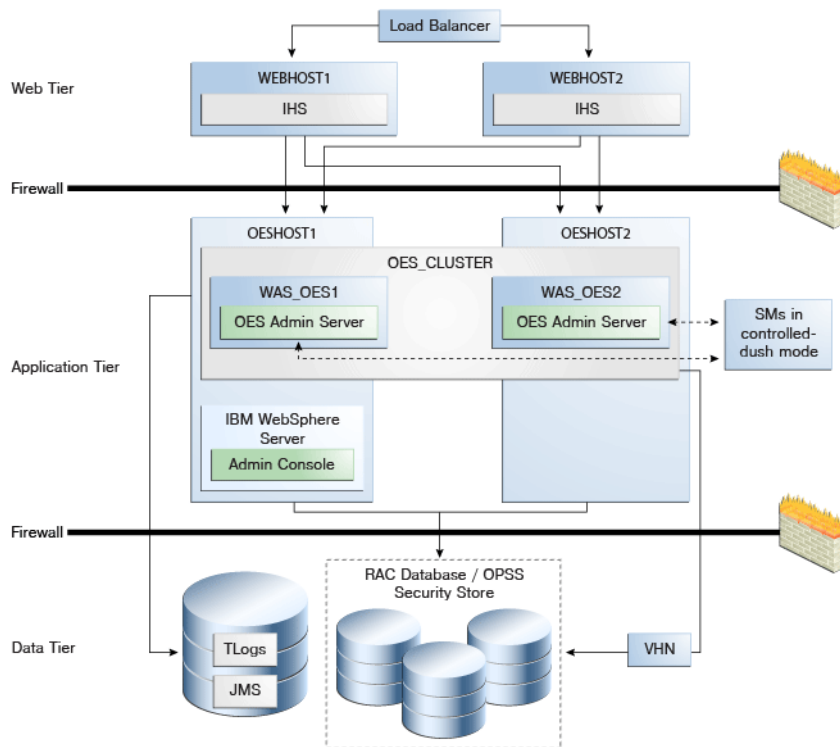 Load Balancer
Web Tier
WEBHOST1
IHS
WEBHOST2
IHS
Firewall
OESHOST1
OESHOST2
OES_CLUSTER
WAS_OES1
OES Admin Server
WAS_OES2
OES Admin Server
SMs in
controlled-
dush mode
Application Tier
IBM WebSphere
Server
Admin Console
Firewall
RAC Database / OPSS
Security Store
Data Tier
TLogs
JMS
VHN